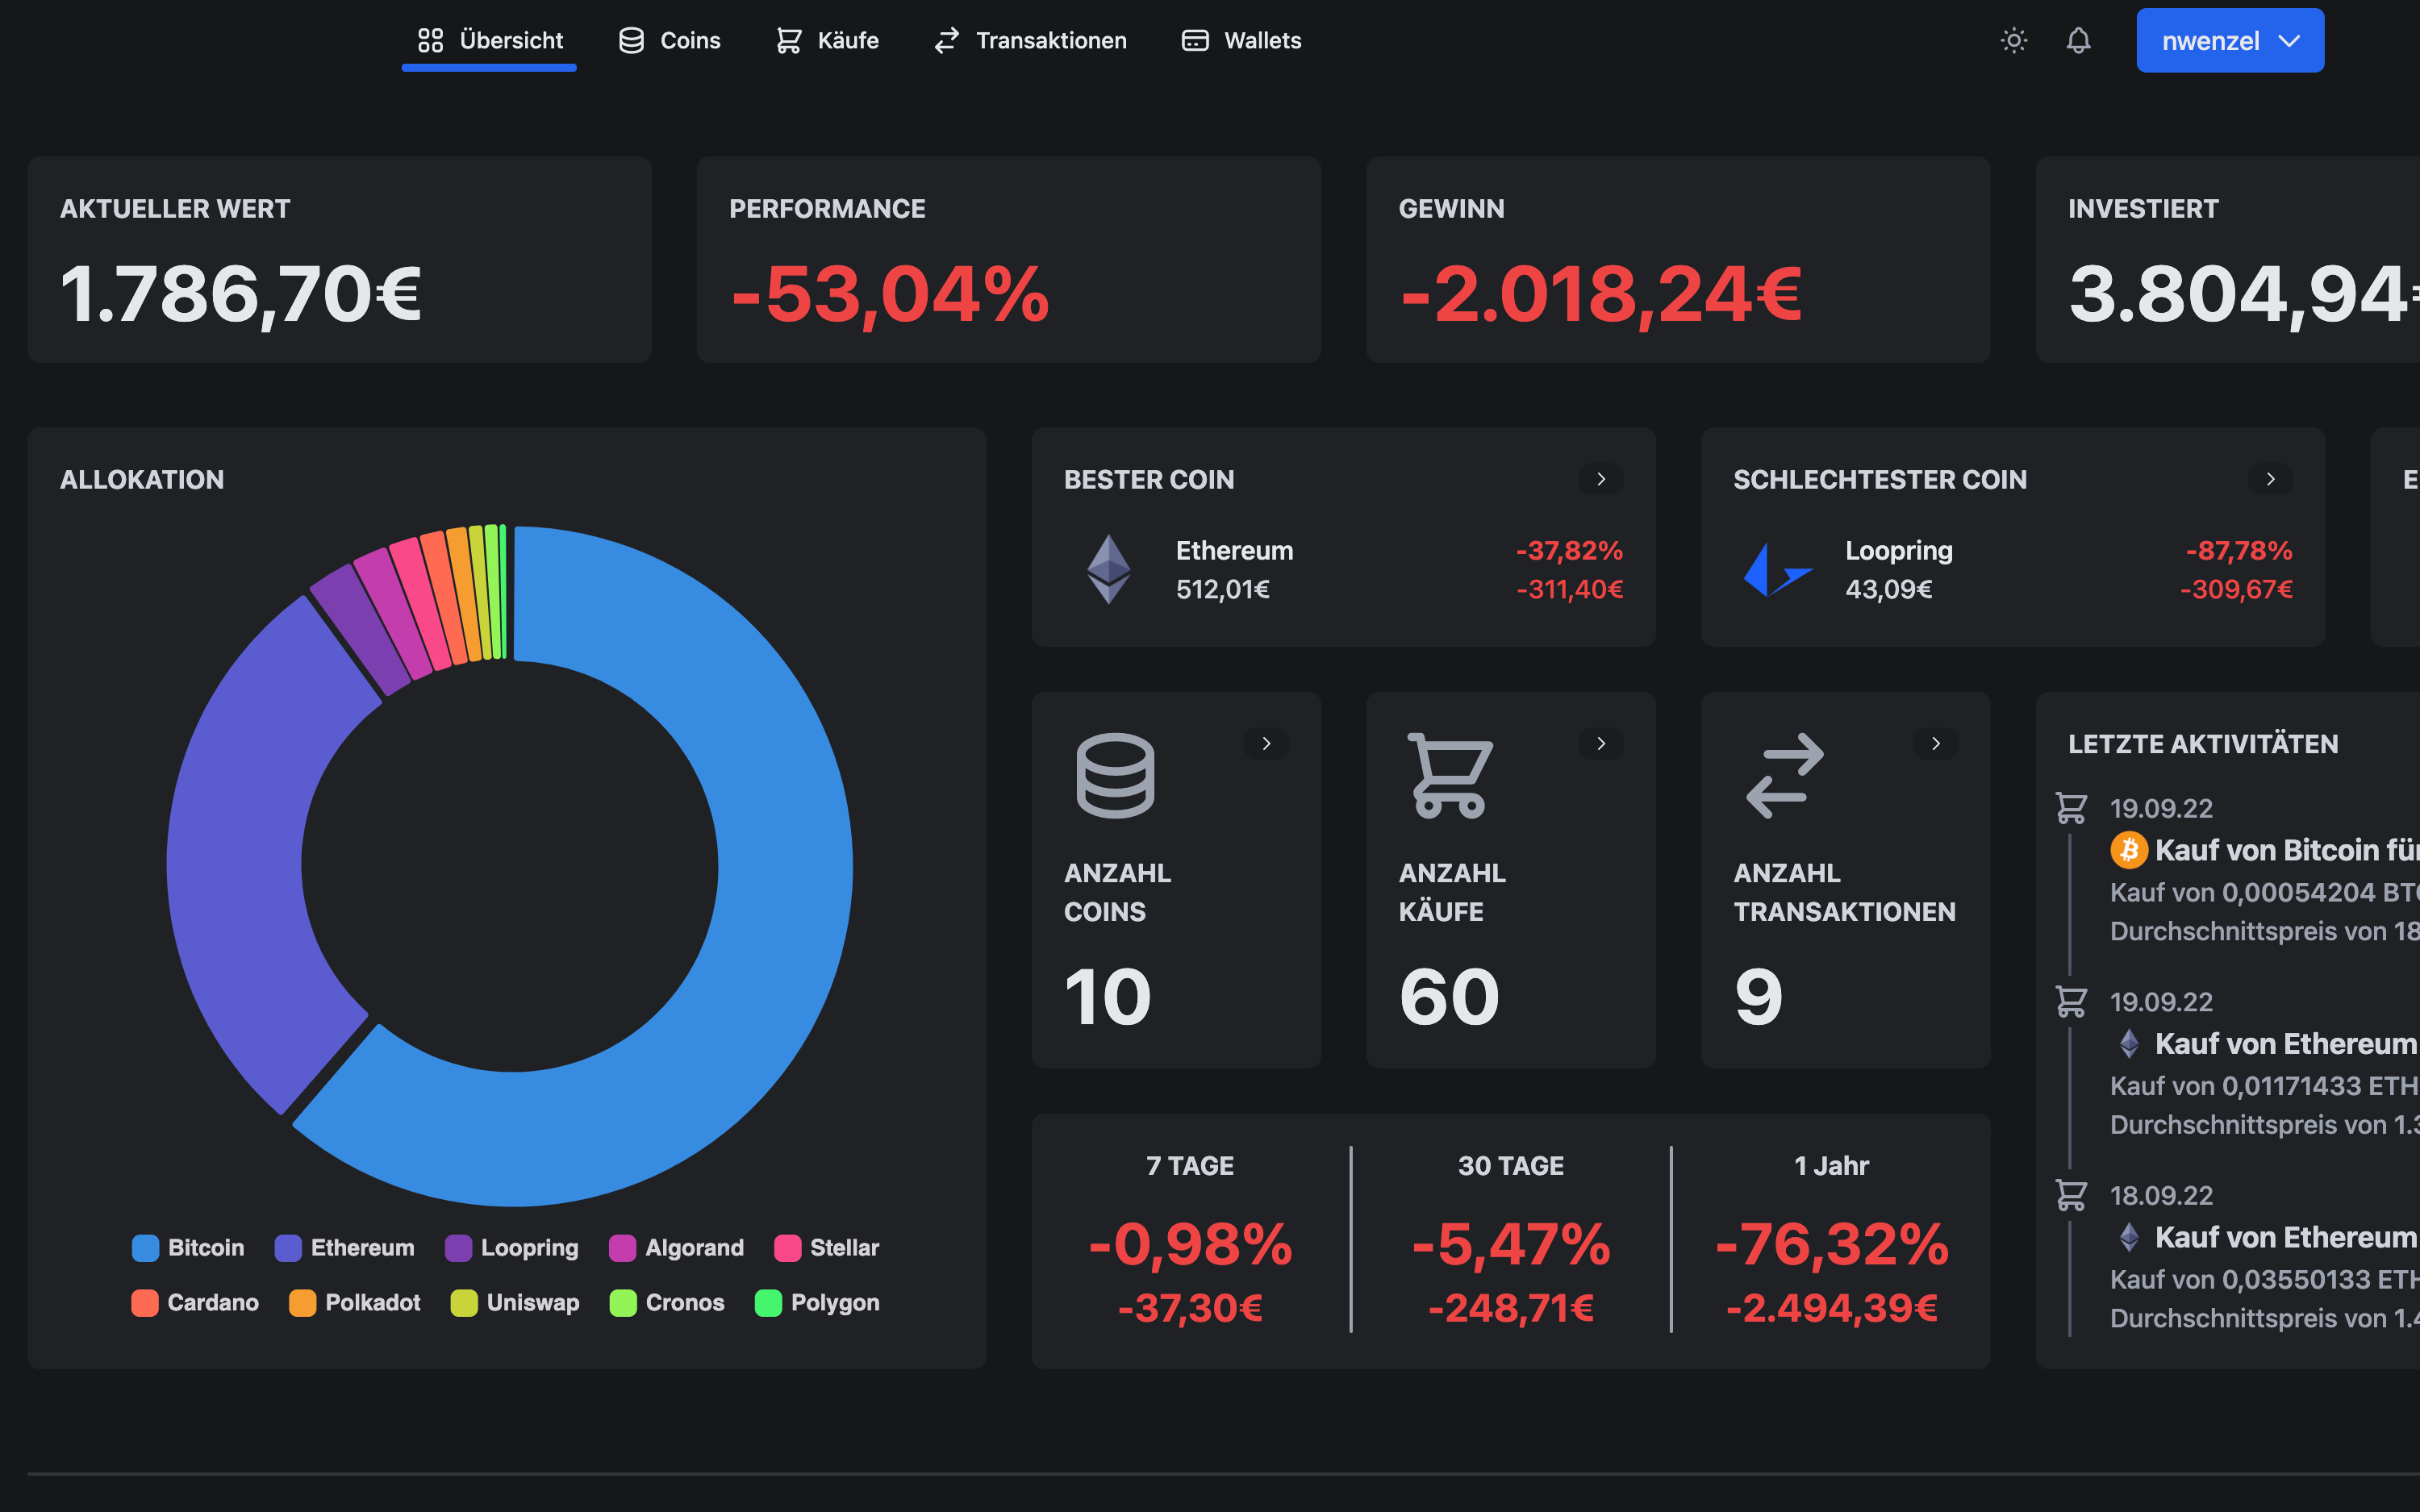 Übersicht
Coins
Käufe
Transaktionen
Wallets
nwenzel
AKTUELLER WERT
1.786,70€
PERFORMANCE
-53,04%
GEWINN
-2.018,24€
INVESTIERT
3.804,94
ALLOKATION
Bitcoin Ethereum Loopring Algorand Stellar
Cardano Polkadot Uniswap Cronos Polygon
BESTER COIN
Ethereum -37,82%
512,01€ -311,40€
SCHLECHTESTER COIN
Loopring -87,78%
43,09€ -309,67€
E
ANZAHL
COINS
10
ANZAHL
KÄUFE
60
ANZAHL
TRANSAKTIONEN
9
7 TAGE
-0,98%
-37,30€
30 TAGE
-5,47%
-248,71€
1 Jahr
-76,32%
-2.494,39€
LETZTE AKTIVITÄTEN
19.09.22
Kauf von Bitcoin für
Kauf von 0,00054204 BT
Durchschnittspreis von 18
19.09.22
Kauf von Ethereum
Kauf von 0,01171433 ETH
Durchschnittspreis von 1.3
18.09.22
Kauf von Ethereum
Kauf von 0,03550133 ETH
Durchschnittspreis von 1.4